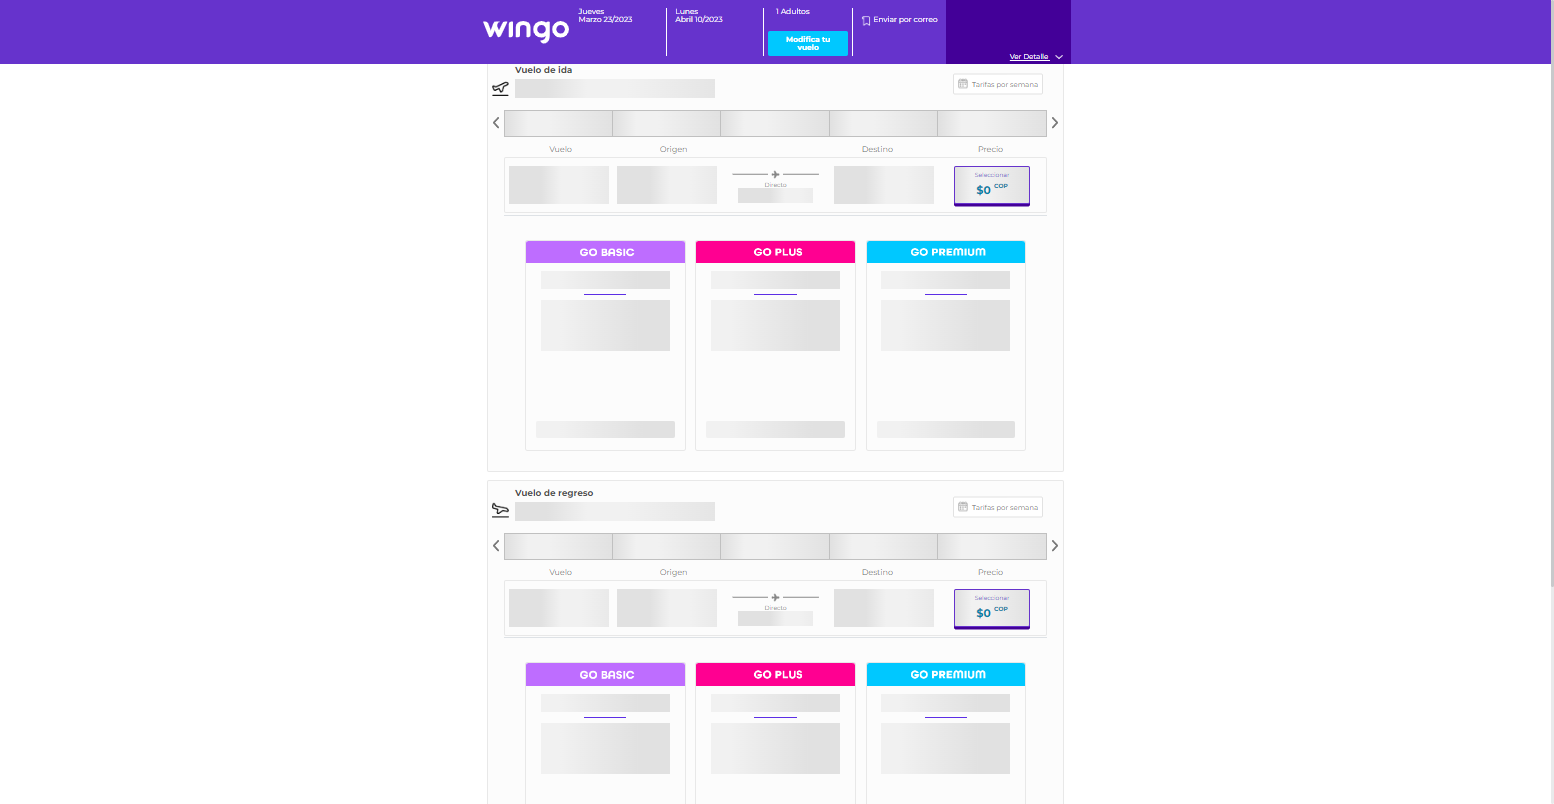 wingo
Jueves
Marzo 23/2023
Lunes
Abril 10/2023
1 Adultos
Modifica tu
vuelo
Enviar por correo
Ver Detalle
Vuelo de ida
Tarifas por semana
Vuelo
Origen
Destino
Precio
Directo
Seleccionar
$0 COP
GO BASIC
GO PLUS
GO PREMIUM
Vuelo de regreso
Tarifas por semana
Vuelo
Origen
Destino
Precio
Directo
Seleccionar
$0 COP
GO BASIC
GO PLUS
GO PREMIUM